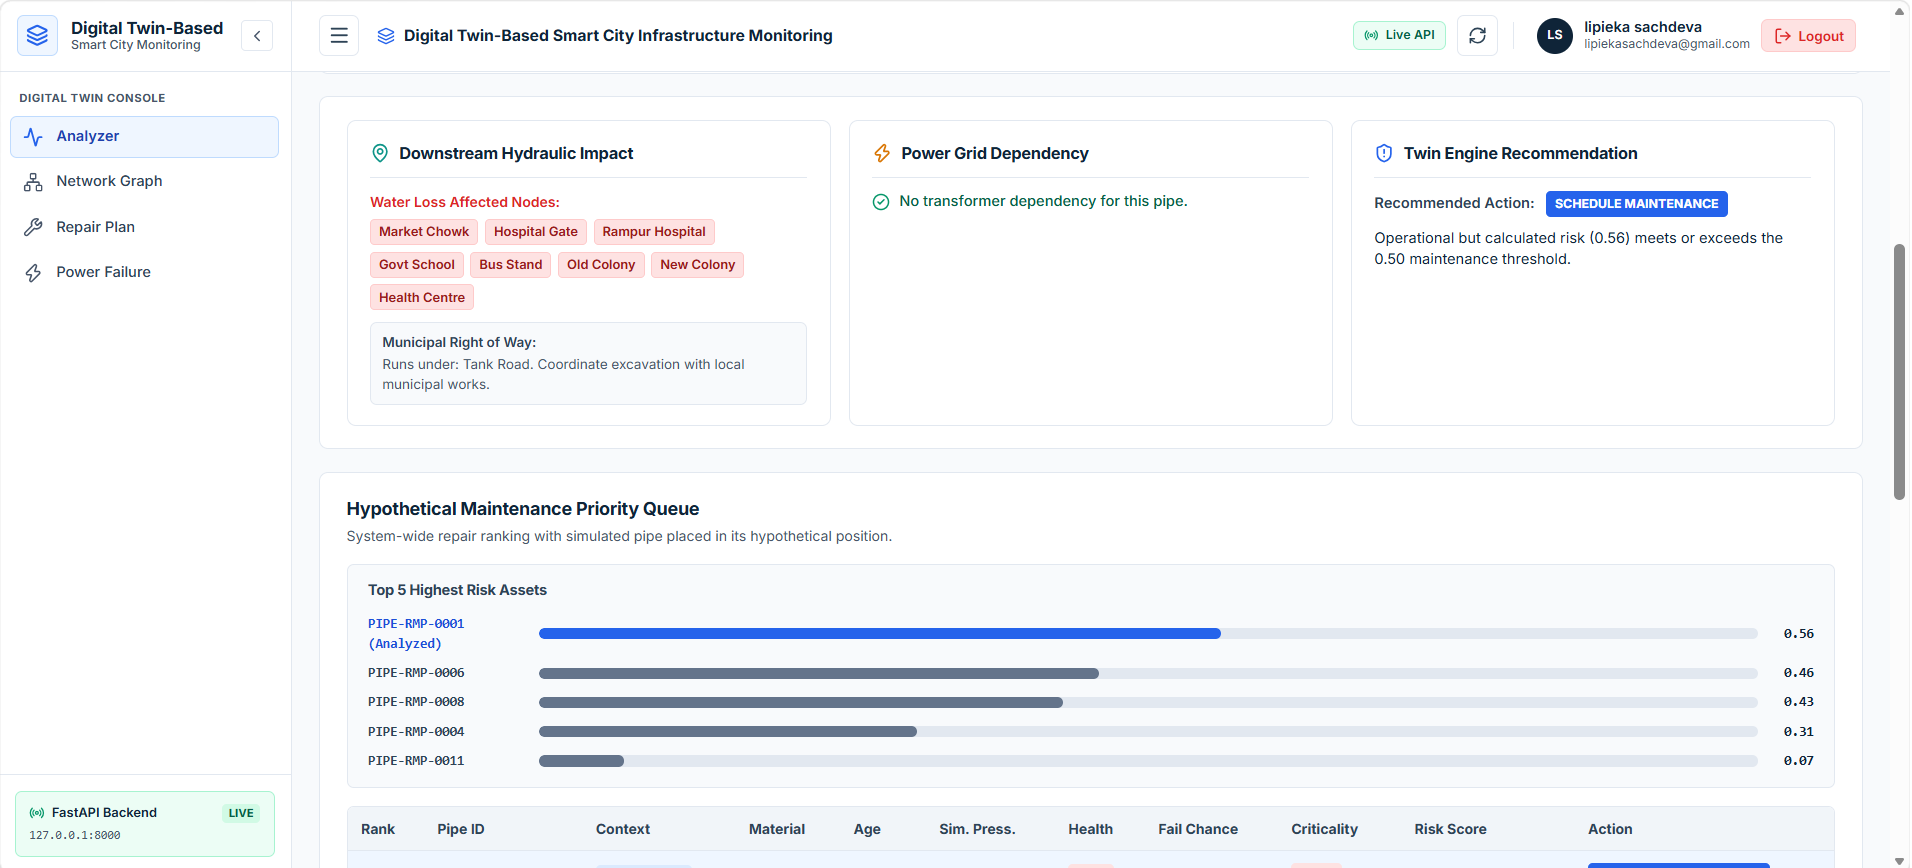 Digital Twin-Based
Smart City Monitoring
Digital Twin-Based Smart City Infrastructure Monitoring
Live API
LS
lipieka sachdeva
lipiekasachdeva@gmail.com
Logout
DIGITAL TWIN CONSOLE
Analyzer
Network Graph
Repair Plan
Power Failure
FastAPI Backend
LIVE
127.0.0.1:8000
Downstream Hydraulic Impact
Water Loss Affected Nodes:
Market Chowk Hospital Gate Rampur Hospital
Govt School Bus Stand Old Colony New Colony
Health Centre
Municipal Right of Way:
Runs under: Tank Road. Coordinate excavation with local
municipal works.
Power Grid Dependency
No transformer dependency for this pipe.
Twin Engine Recommendation
Recommended Action: SCHEDULE MAINTENANCE
Operational but calculated risk (0.56) meets or exceeds the
0.50 maintenance threshold.
Hypothetical Maintenance Priority Queue
System-wide repair ranking with simulated pipe placed in its hypothetical position.
Top 5 Highest Risk Assets
PIPE-RMP-0001
(Analyzed)
0.56
PIPE-RMP-0006 0.46
PIPE-RMP-0008 0.43
PIPE-RMP-0004 0.31
PIPE-RMP-0011 0.07
Rank Pipe ID Context Material Age Sim. Press. Health Fail Chance Criticality Risk Score Action